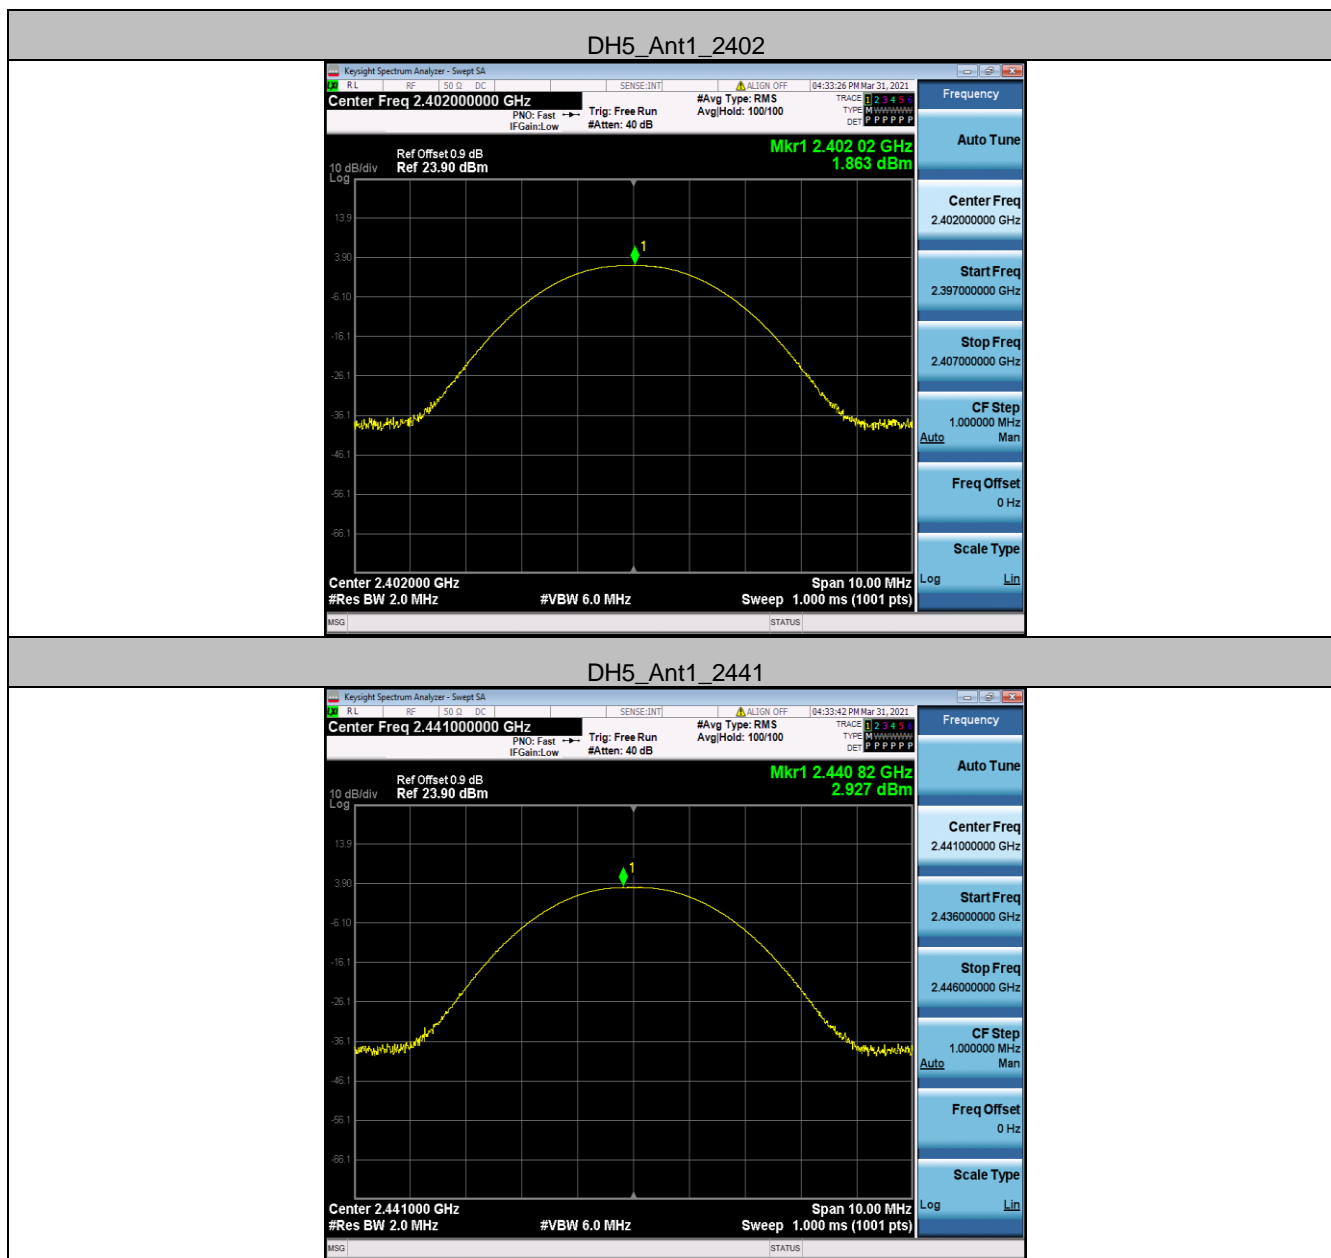 DH5_Ant1_2402
Keysight Spectrum Analyzer - Swept SA
RL RF 50 Ω DC SENSE:INT ALIGN OFF 04:33:26 PM Mar 31, 2021
Center Freq 2.402000000 GHz
PNO: Fast
IFGain:Low
Trig: Free Run
#Atten: 40 dB
#Avg Type: RMS
Avg|Hold: 100/100
TRACE 1 2 3 4 5 6
TYPE M W W W W W
DET P P P P P P
Ref Offset 0.9 dB
10 dB/div Ref 23.90 dBm
Log
Mkr1 2.402 02 GHz
1.863 dBm
1
13.9
3.90
-6.10
-16.1
-26.1
-36.1
-46.1
-56.1
-66.1
Center 2.402000 GHz Span 10.00 MHz
#Res BW 2.0 MHz #VBW 6.0 MHz Sweep 1.000 ms (1001 pts)
MSG STATUS
Frequency
Auto Tune
Center Freq
2.402000000 GHz
Start Freq
2.397000000 GHz
Stop Freq
2.407000000 GHz
CF Step
1.000000 MHz
Auto Man
Freq Offset
0 Hz
Scale Type
Log Lin
DH5_Ant1_2441
Keysight Spectrum Analyzer - Swept SA
RL RF 50 Ω DC SENSE:INT ALIGN OFF 04:33:42 PM Mar 31, 2021
Center Freq 2.441000000 GHz
PNO: Fast
IFGain:Low
Trig: Free Run
#Atten: 40 dB
#Avg Type: RMS
Avg|Hold: 100/100
TRACE 1 2 3 4 5 6
TYPE M W W W W W
DET P P P P P P
Ref Offset 0.9 dB
10 dB/div Ref 23.90 dBm
Log
Mkr1 2.440 82 GHz
2.927 dBm
1
13.9
3.90
-6.10
-16.1
-26.1
-36.1
-46.1
-56.1
-66.1
Center 2.441000 GHz Span 10.00 MHz
#Res BW 2.0 MHz #VBW 6.0 MHz Sweep 1.000 ms (1001 pts)
MSG STATUS
Frequency
Auto Tune
Center Freq
2.441000000 GHz
Start Freq
2.436000000 GHz
Stop Freq
2.446000000 GHz
CF Step
1.000000 MHz
Auto Man
Freq Offset
0 Hz
Scale Type
Log Lin